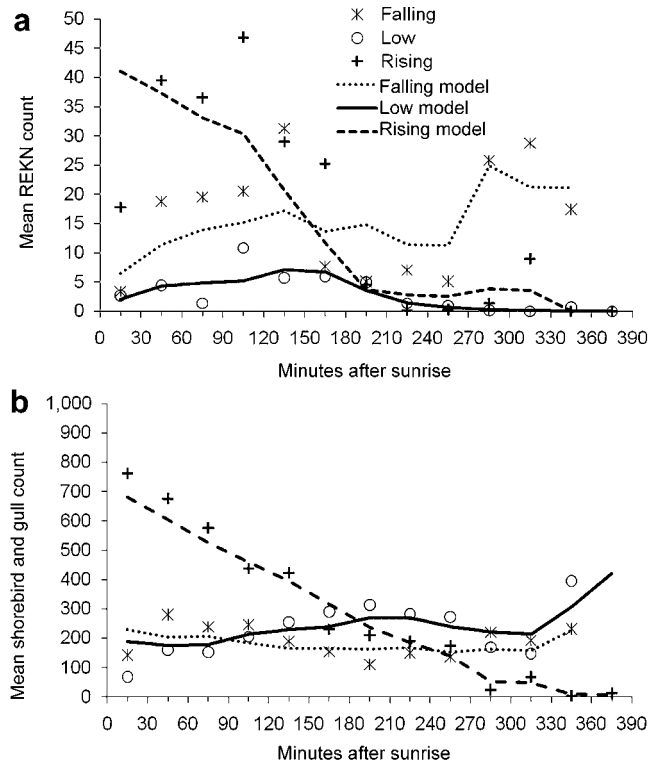 a
50
45
40
35
30
25
20
15
10
5
0
Mean REKN count
Falling
Low
Rising
Falling model
Low model
Rising model
0 30 60 90 120 150 180 210 240 270 300 330 360 390
Minutes after sunrise
b
1,000
900
800
700
600
500
400
300
200
100
0
Mean shorebird and gull count
0 30 60 90 120 150 180 210 240 270 300 330 360 390
Minutes after sunrise